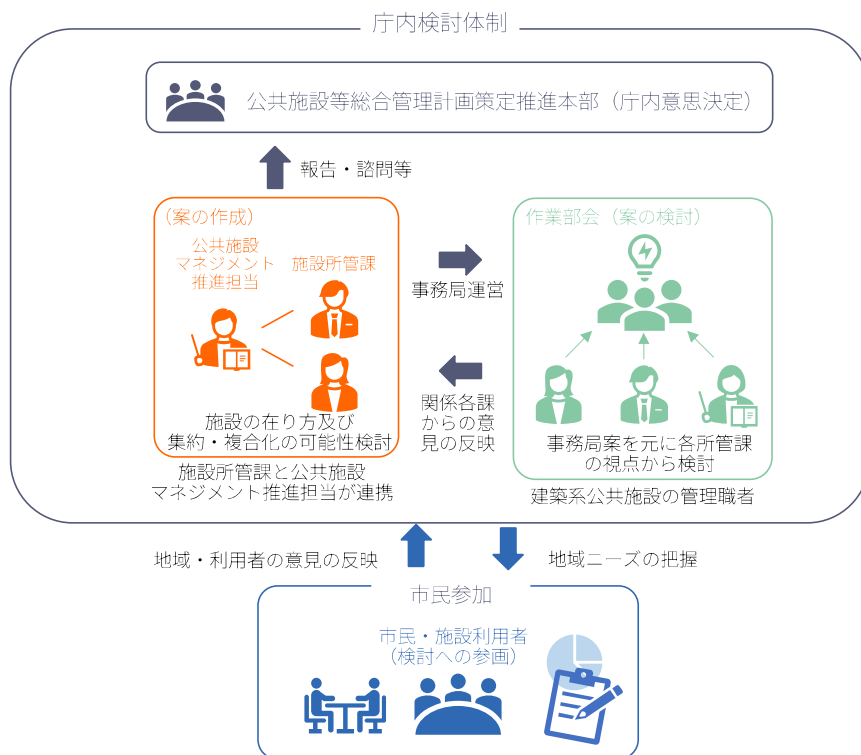 庁内検討体制
公共施設等総合管理計画策定推進本部（庁内意思決定）
報告・諮問等
（案の作成）
公共施設
マネジメント
推進担当
施設所管課
施設の在り方及び
集約・複合化の可能性検討
施設所管課と公共施設
マネジメント推進担当が連携
事務局運営
関係各課
からの意
見の反映
作業部会（案の検討）
事務局案を元に各所管課
の視点から検討
建築系公共施設の管理職者
地域・利用者の意見の反映
地域ニーズの把握
市民参加
市民・施設利用者
（検討への参画）